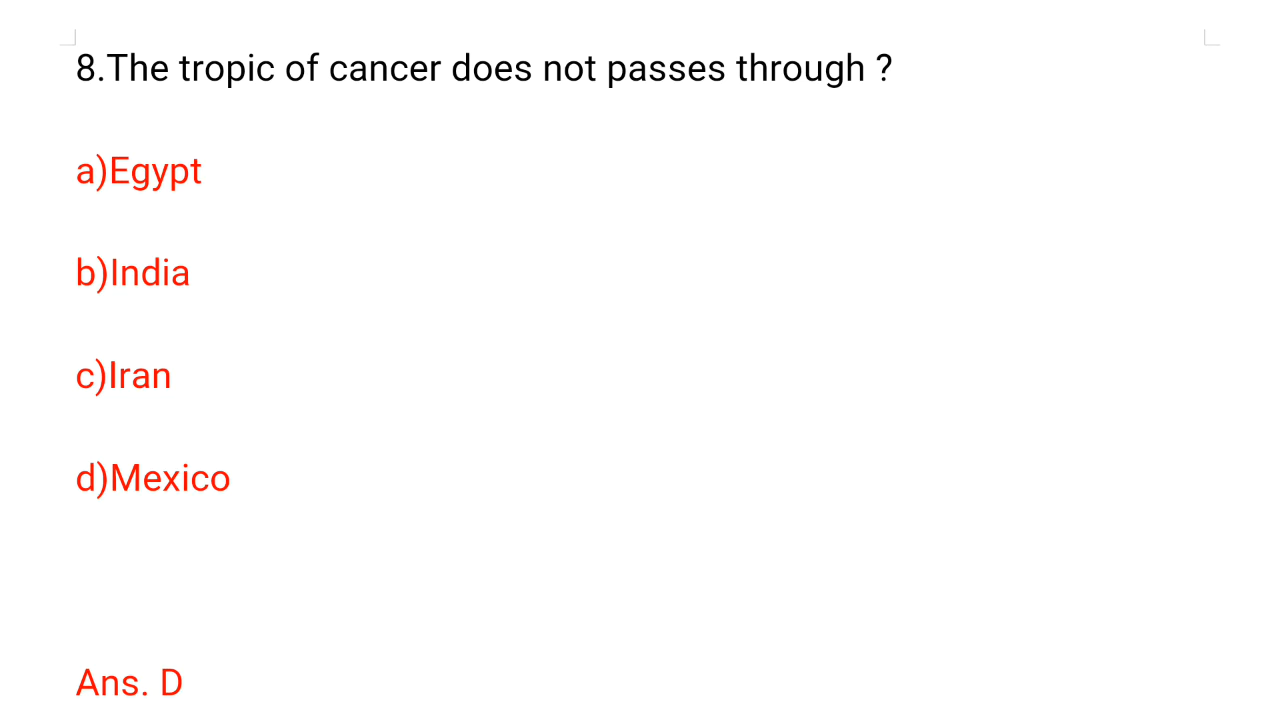 8.The tropic of cancer does not passes through ?
a)Egypt
b)India
c)Iran
d)Mexico
Ans. D